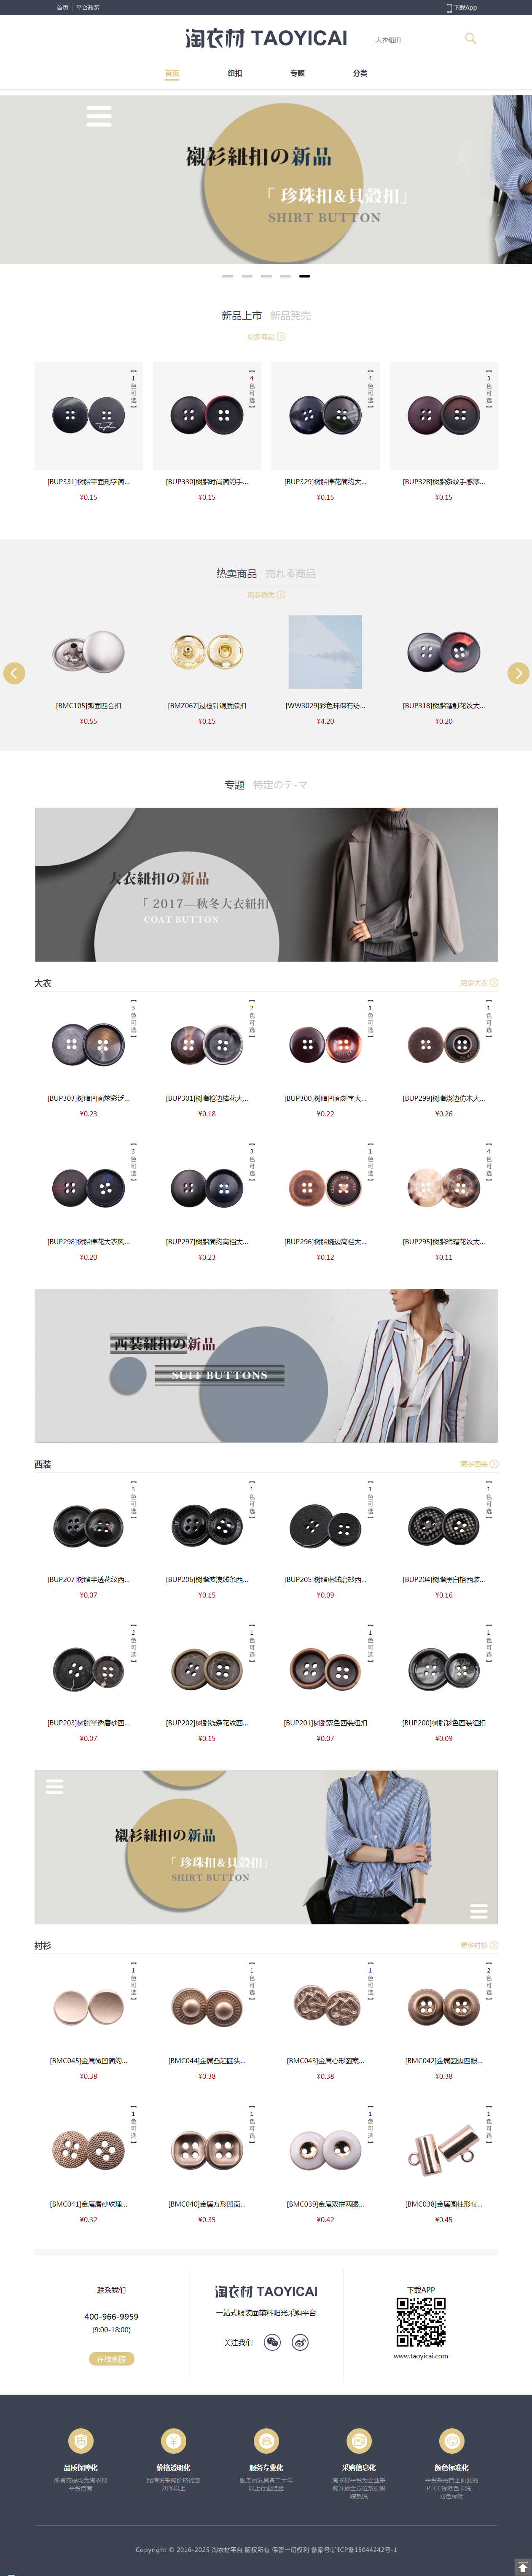 首页 平台政策 下载App
淘衣材 TAOYICAI
大衣纽扣
首页 纽扣 专题 分类
襯衫紐扣の新品
「 珍珠扣&貝殼扣」
SHIRT BUTTON
新品上市 新品発売
更多商品
1色可选 4色可选 4色可选 3色可选
[BUP331]树脂平面刻字简... [BUP330]树脂时尚简约手... [BUP329]树脂榛花简约大... [BUP328]树脂条纹手感漆...
¥0.15 ¥0.15 ¥0.15 ¥0.15
热卖商品 売れる商品
更多热卖
[BMC105]弧面四合扣 [BMZ067]过检针铜质揿扣 [WW3029]彩色环保有纺... [BUP318]树脂镭射花纹大...
¥0.55 ¥0.15 ¥4.20 ¥0.20
专题 特定のテーマ
大衣紐扣の新品
「 2017—秋冬大衣紐扣
COAT BUTTON
大衣 更多大衣
3色可选 2色可选 1色可选 1色可选
[BUP303]树脂凹面炫彩泛... [BUP301]树脂枪边榛花大... [BUP300]树脂凹面刻字大... [BUP299]树脂绕边仿木大...
¥0.23 ¥0.18 ¥0.22 ¥0.26
3色可选 3色可选 1色可选 4色可选
[BUP298]树脂榛花大衣风... [BUP297]树脂简约高档大... [BUP296]树脂绕边高档大... [BUP295]树脂玳瑁花纹大...
¥0.20 ¥0.23 ¥0.12 ¥0.11
西装紐扣の新品
SUIT BUTTONS
西装 更多西装
3色可选 1色可选 1色可选 1色可选
[BUP207]树脂半透花纹西... [BUP206]树脂波浪线条西... [BUP205]树脂虚线磨砂西... [BUP204]树脂黑白格西装...
¥0.07 ¥0.15 ¥0.09 ¥0.16
2色可选 1色可选 1色可选 1色可选
[BUP203]树脂半透磨砂西... [BUP202]树脂线条花纹西... [BUP201]树脂双色西装纽扣 [BUP200]树脂彩色西装纽扣
¥0.07 ¥0.15 ¥0.07 ¥0.09
襯衫紐扣の新品
「 珍珠扣&貝殼扣」
SHIRT BUTTON
衬衫 更多衬衫
1色可选 1色可选 1色可选 2色可选
[BMC045]金属微凹简约... [BMC044]金属凸起圆头... [BMC043]金属心形图案... [BMC042]金属圆边四眼...
¥0.38 ¥0.38 ¥0.38 ¥0.38
1色可选 1色可选 1色可选 1色可选
[BMC041]金属磨砂纹理... [BMC040]金属方形凹面... [BMC039]金属双拼两眼... [BMC038]金属圆柱形时...
¥0.32 ¥0.35 ¥0.42 ¥0.45
联系我们
400-966-9959
(9:00-18:00)
在线客服
淘衣材 TAOYICAI
一站式服装面辅料阳光采购平台
关注我们
下载APP
www.taoyicai.com
品质保障化 价格透明化 服务专业化 采购信息化 颜色标准化
所有商品均为淘衣材
平台自营
比传统采购价格优惠
20%以上
服务团队具备二十年
以上行业经验
淘衣材平台为企业采
购开放全方位数据跟
踪系统
平台采用自主研发的
PTCC标准色卡统一
对色标准
Copyright © 2016-2025 淘衣材平台 版权所有 保留一切权利 备案号:沪ICP备15044242号-1